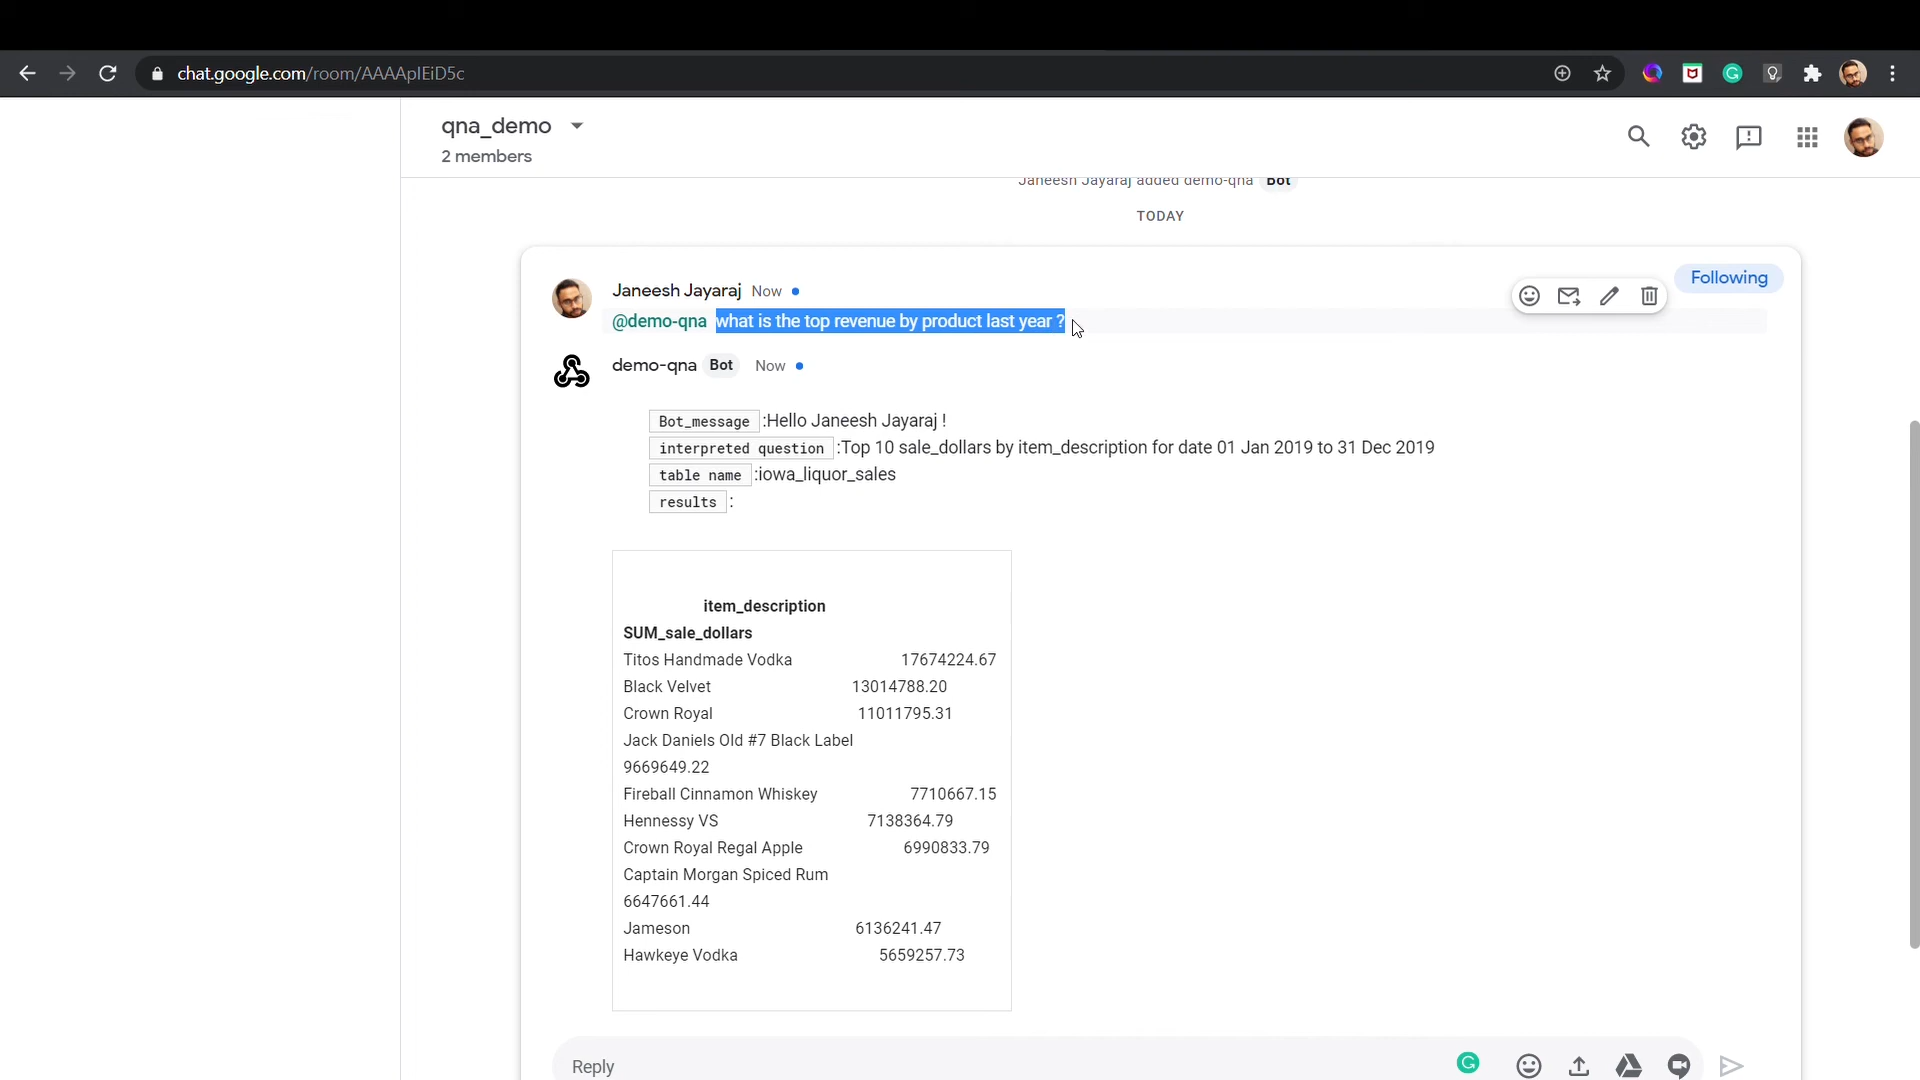 chat.google.com/room/AAAAplEiD5c
qna_demo
2 members
Janeesh Jayaraj added demo-qna Bot
TODAY
Following
Janeesh Jayaraj Now
@demo-qna what is the top revenue by product last year ?
demo-qna Bot Now
Bot_message :Hello Janeesh Jayaraj !
interpreted question :Top 10 sale_dollars by item_description for date 01 Jan 2019 to 31 Dec 2019
table name :iowa_liquor_sales
results :
item_description
SUM_sale_dollars
Titos Handmade Vodka 17674224.67
Black Velvet 13014788.20
Crown Royal 11011795.31
Jack Daniels Old #7 Black Label
9669649.22
Fireball Cinnamon Whiskey 7710667.15
Hennessy VS 7138364.79
Crown Royal Regal Apple 6990833.79
Captain Morgan Spiced Rum
6647661.44
Jameson 6136241.47
Hawkeye Vodka 5659257.73
Reply